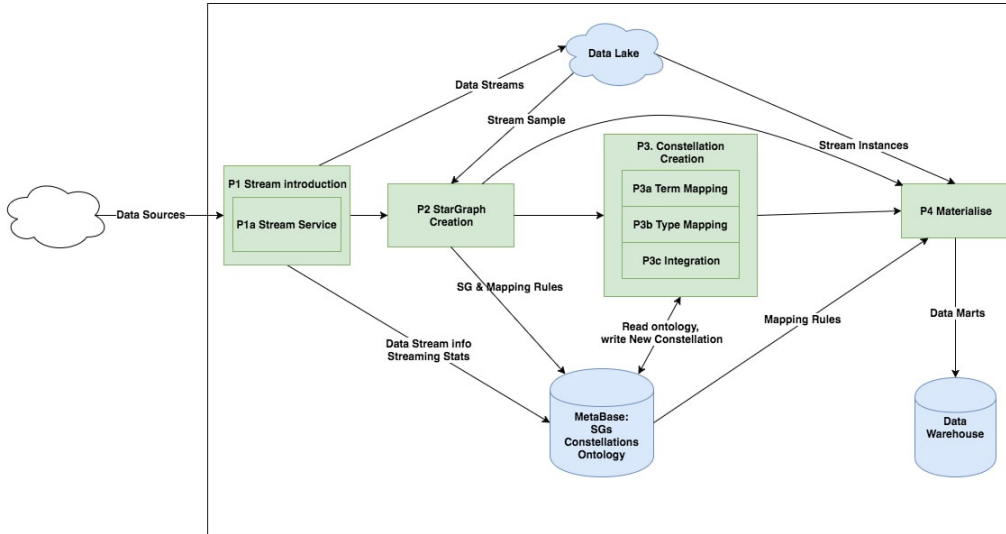 Data Lake
Data Streams
Stream Sample
P3. Constellation
Creation
Stream Instances
P1 Stream introduction
P3a Term Mapping
P2 StarGraph
Creation
P4 Materialise
Data Sources
P1a Stream Service
P3b Type Mapping
P3c Integration
SG & Mapping Rules
Data Marts
Mapping Rules
Read ontology,
write New Constellation
Data Stream info
Streaming Stats
MetaBase:
SGs
Constellations
Ontology
Data
Warehouse